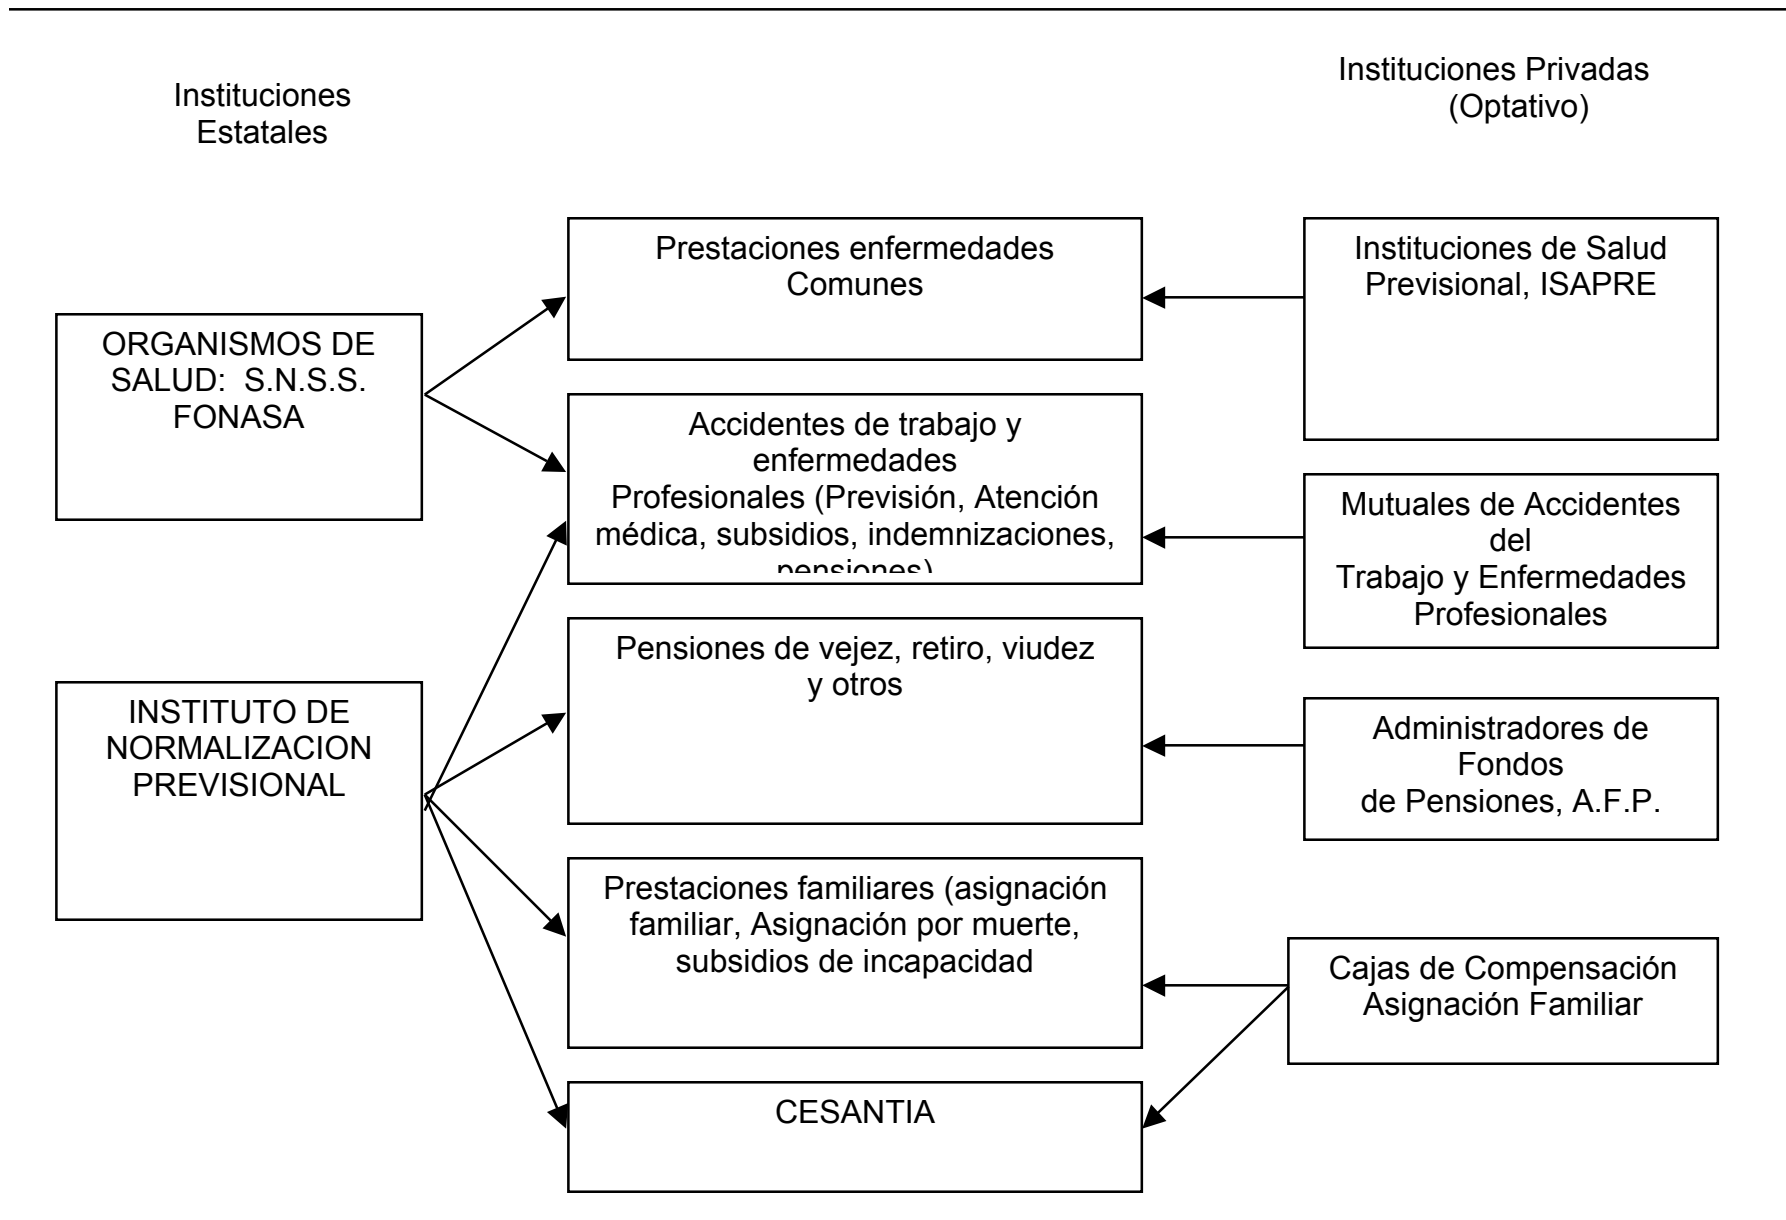 Instituciones
Estatales
Instituciones Privadas
(Optativo)
ORGANISMOS DE
SALUD: S.N.S.S.
FONASA
INSTITUTO DE
NORMALIZACION
PREVISIONAL
Prestaciones enfermedades
Comunes
Accidentes de trabajo y
enfermedades
Profesionales (Previsión, Atención
médica, subsidios, indemnizaciones,
pensiones)
Pensiones de vejez, retiro, viudez
y otros
Prestaciones familiares (asignación
familiar, Asignación por muerte,
subsidios de incapacidad
CESANTIA
Instituciones de Salud
Previsional, ISAPRE
Mutuales de Accidentes
del
Trabajo y Enfermedades
Profesionales
Administradores de
Fondos
de Pensiones, A.F.P.
Cajas de Compensación
Asignación Familiar